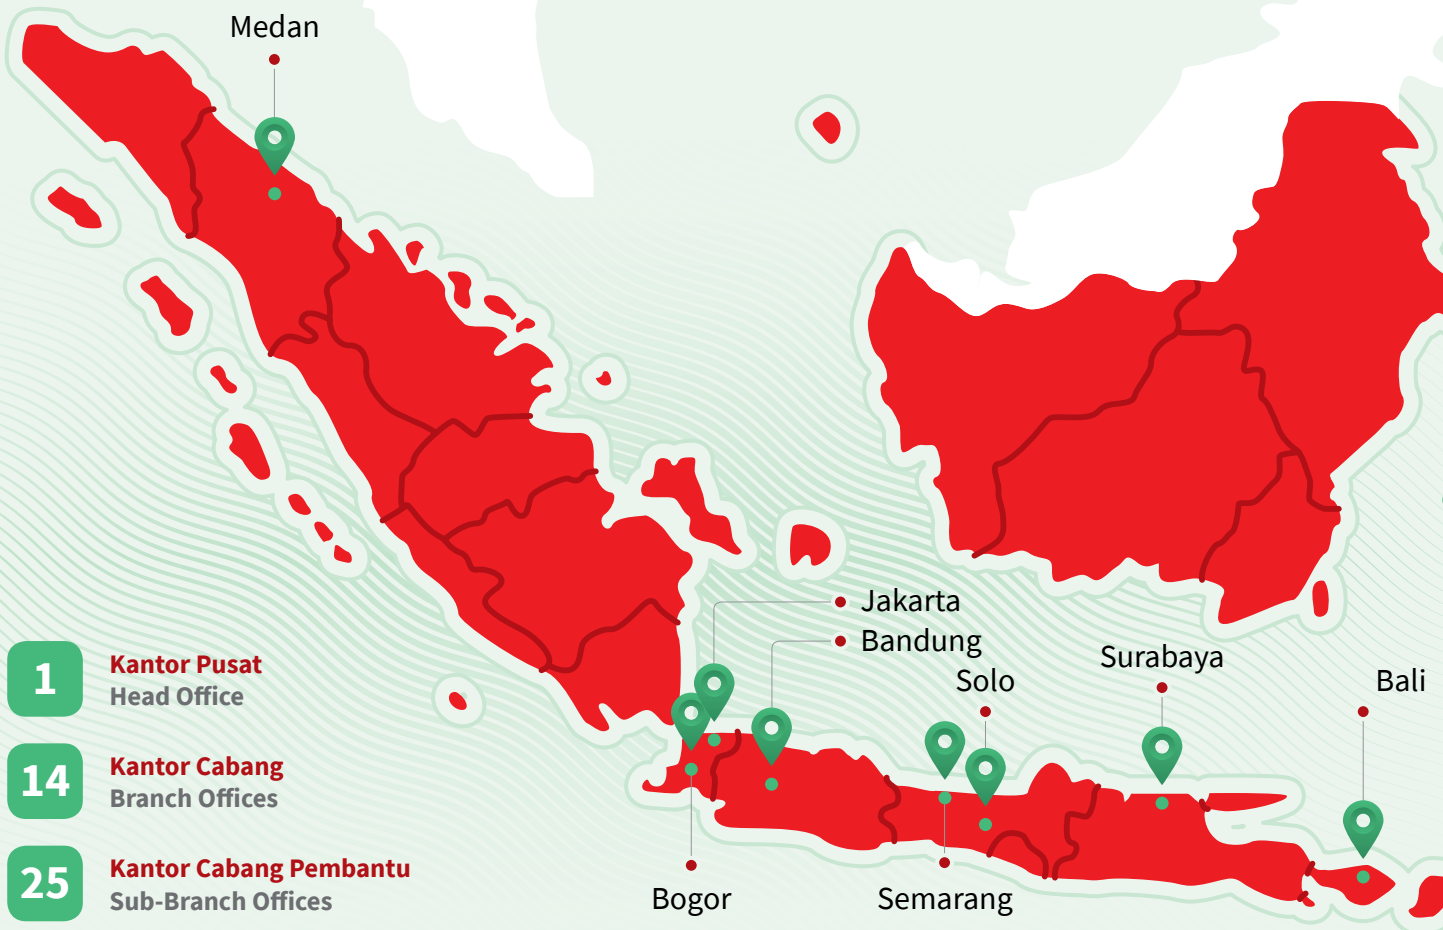 Medan
Jakarta
Bandung
Solo
Surabaya
Bali
Bogor
Semarang
1
Kantor Pusat
Head Office
14
Kantor Cabang
Branch Offices
25
Kantor Cabang Pembantu
Sub-Branch Offices